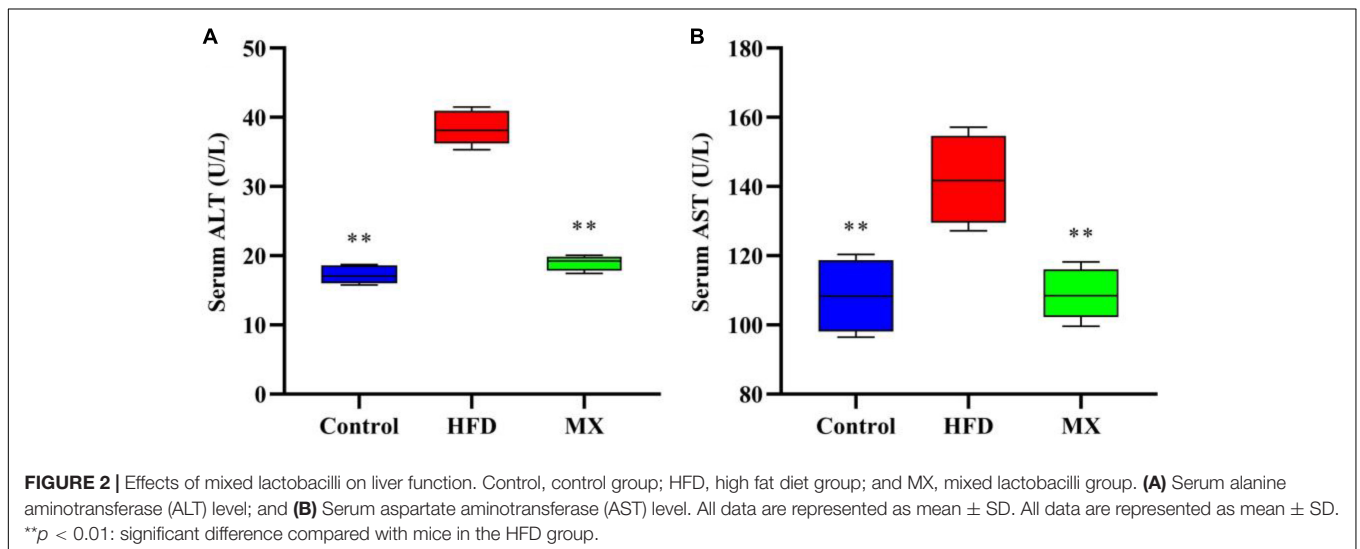 A
50
40
30
20
10
0
Serum ALT (U/L)
**
**
Control HFD MX
B
180
160
140
120
100
80
Serum AST (U/L)
**
**
Control HFD MX
FIGURE 2 | Effects of mixed lactobacilli on liver function. Control, control group; HFD, high fat diet group; and MX, mixed lactobacilli group. (A) Serum alanine
aminotransferase (ALT) level; and (B) Serum aspartate aminotransferase (AST) level. All data are represented as mean ± SD. All data are represented as mean ± SD.
**p < 0.01: significant difference compared with mice in the HFD group.